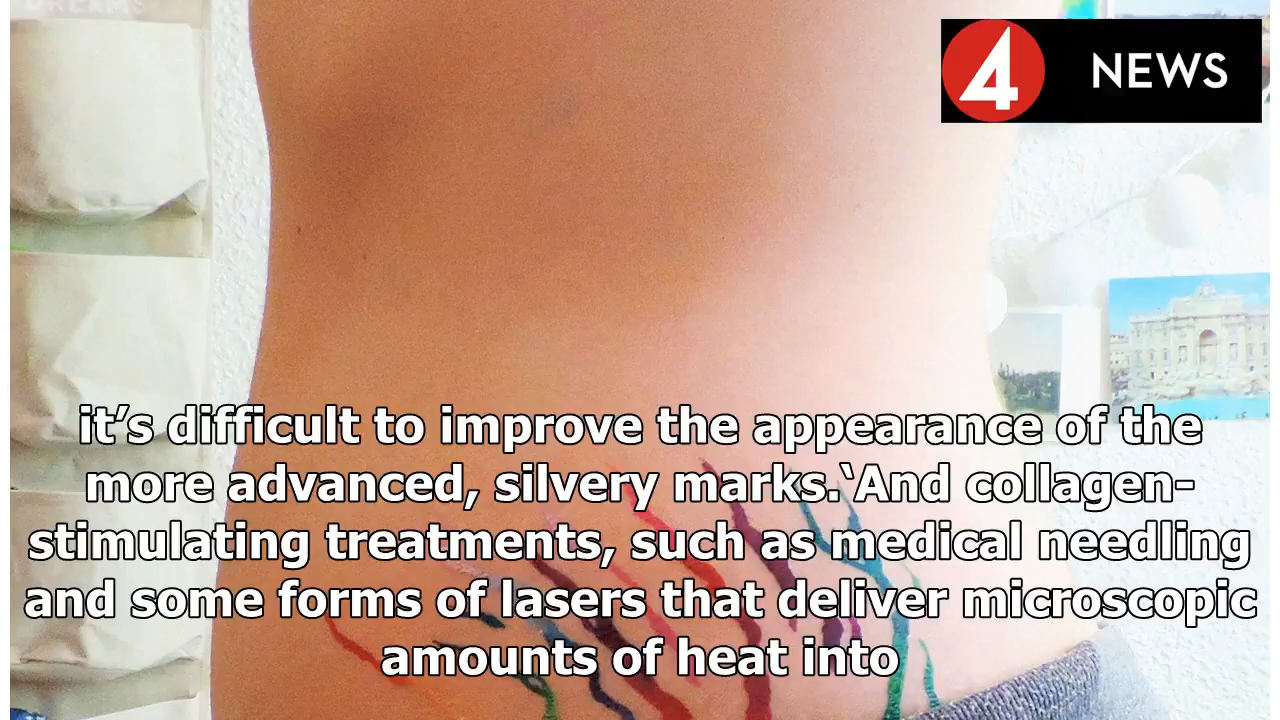 DREAMS
4 NEWS
it’s difficult to improve the appearance of the
more advanced, silvery marks.‘And collagen-
stimulating treatments, such as medical needling
and some forms of lasers that deliver microscopic
amounts of heat into